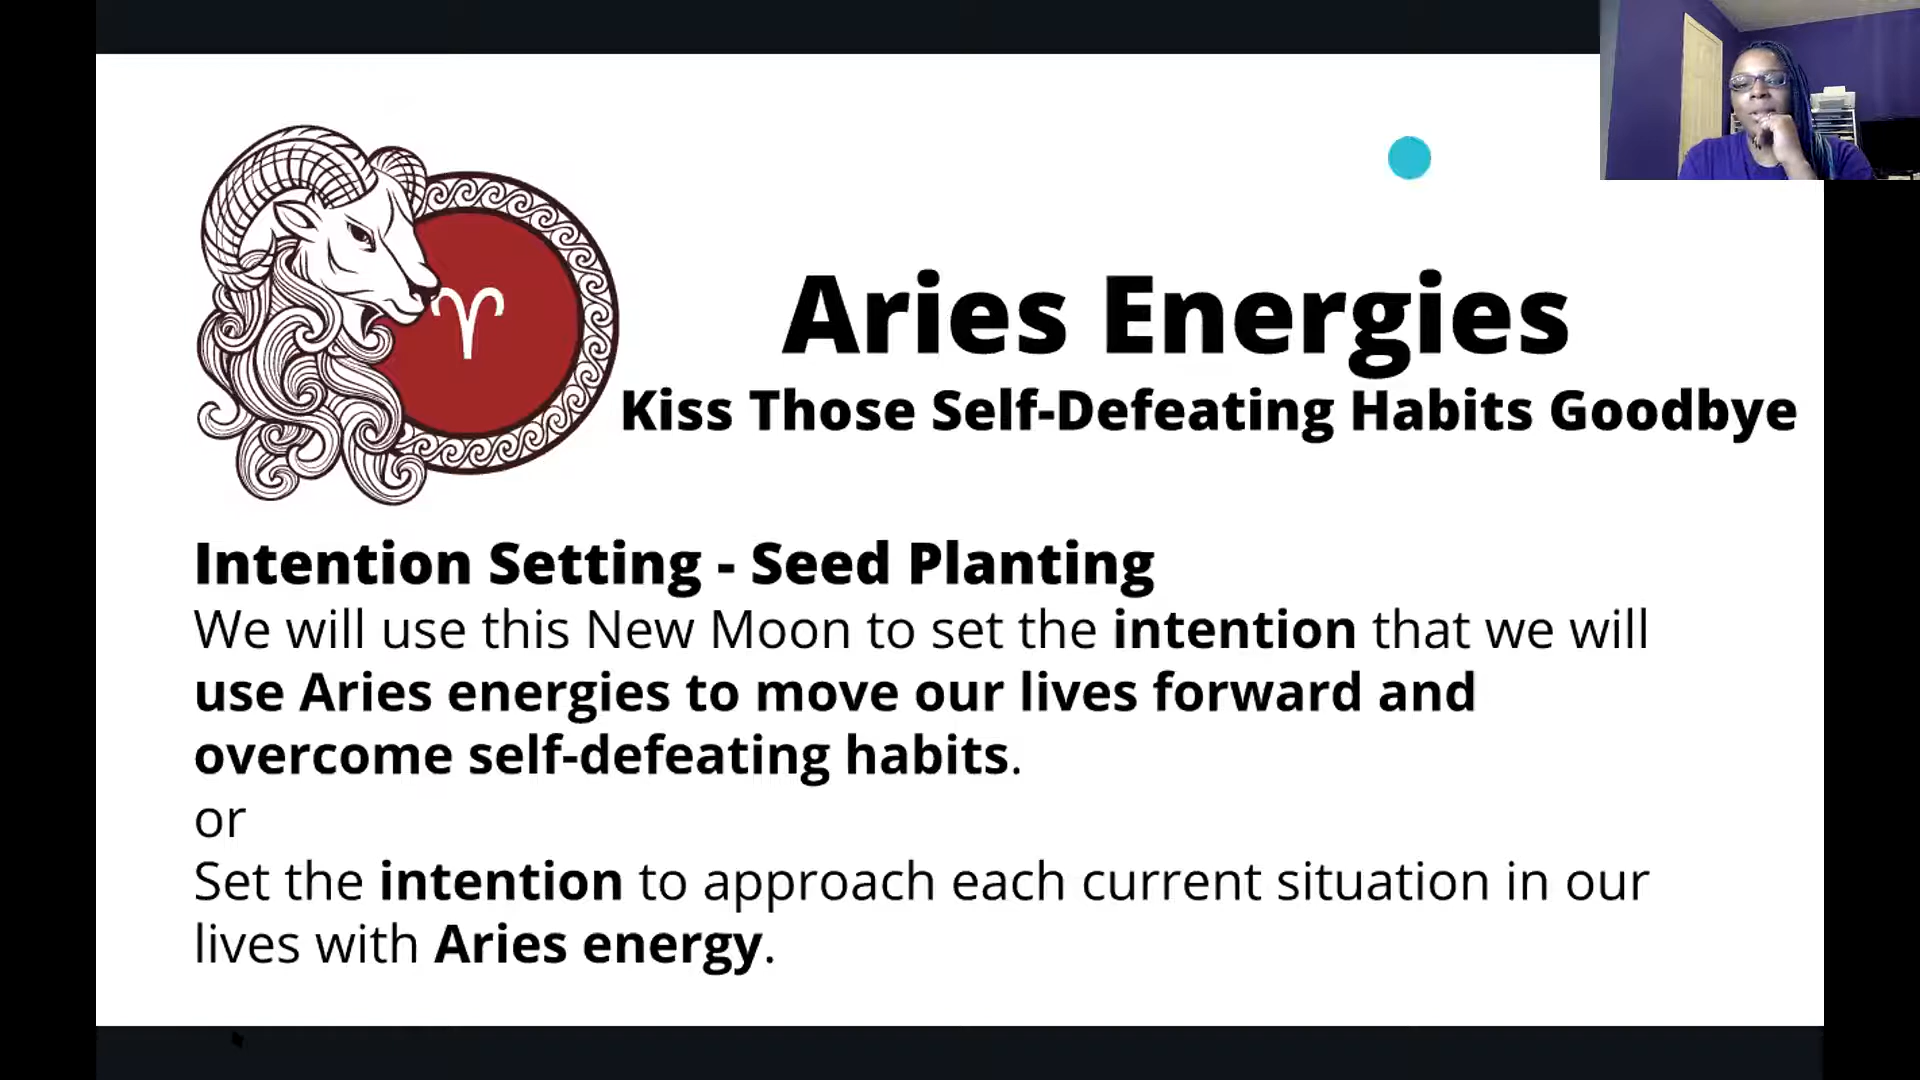 Aries Energies
Kiss Those Self-Defeating Habits Goodbye
Intention Setting - Seed Planting
We will use this New Moon to set the intention that we will
use Aries energies to move our lives forward and
overcome self-defeating habits.
or
Set the intention to approach each current situation in our
lives with Aries energy.